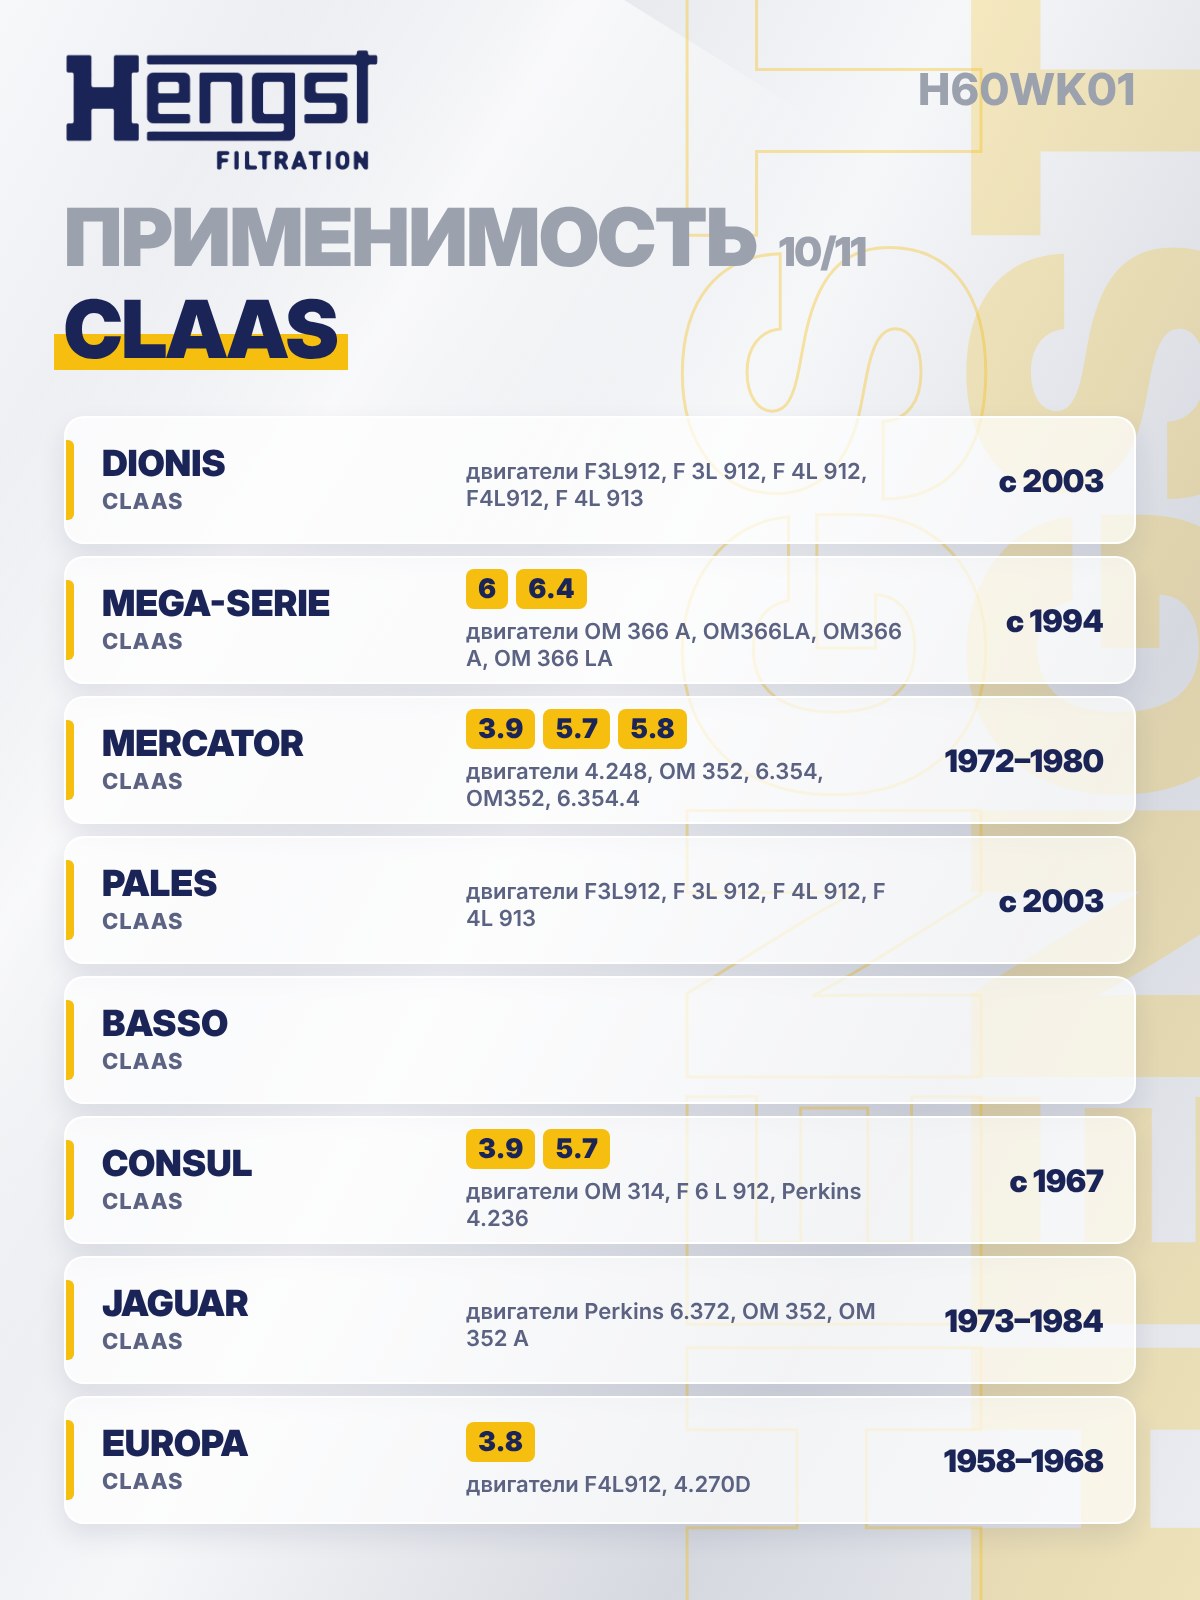 Hengst
FILTRATION
H60WK01
ПРИМЕНИМОСТЬ 10/11
CLAAS
DIONIS
CLAAS
двигатели F3L912, F 3L 912, F 4L 912,
F4L912, F 4L 913
с 2003
MEGA-SERIE
CLAAS
6 6.4
двигатели OM 366 A, OM366LA, OM366
A, OM 366 LA
с 1994
MERCATOR
CLAAS
3.9 5.7 5.8
двигатели 4.248, OM 352, 6.354,
OM352, 6.354.4
1972–1980
PALES
CLAAS
двигатели F3L912, F 3L 912, F 4L 912, F
4L 913
с 2003
BASSO
CLAAS
CONSUL
CLAAS
3.9 5.7
двигатели OM 314, F 6 L 912, Perkins
4.236
с 1967
JAGUAR
CLAAS
двигатели Perkins 6.372, OM 352, OM
352 A
1973–1984
EUROPA
CLAAS
3.8
двигатели F4L912, 4.270D
1958–1968
HENGST
HENGST